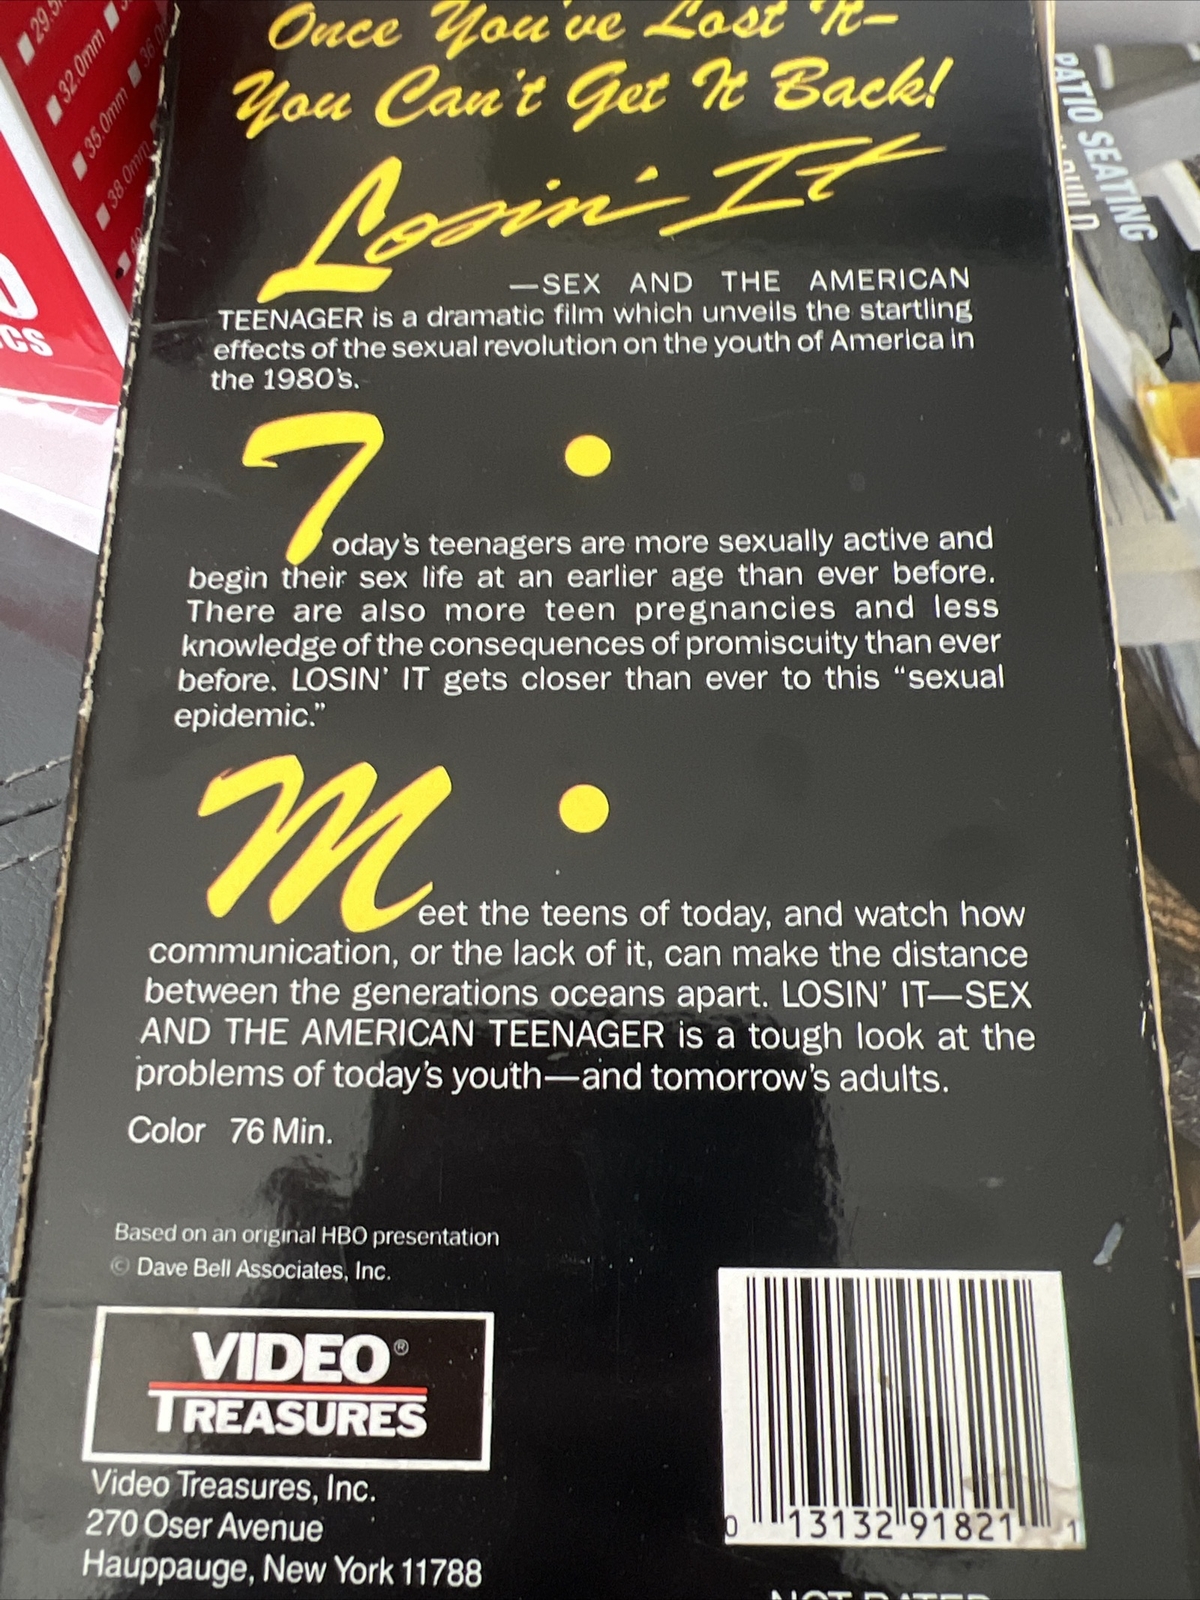 Once You've Lost It–
You Can't Get It Back!
Losin' It
—SEX AND THE AMERICAN
TEENAGER is a dramatic film which unveils the startling
effects of the sexual revolution on the youth of America in
the 1980's.
Today's teenagers are more sexually active and
begin their sex life at an earlier age than ever before.
There are also more teen pregnancies and less
knowledge of the consequences of promiscuity than ever
before. LOSIN' IT gets closer than ever to this “sexual
epidemic.”
Meet the teens of today, and watch how
communication, or the lack of it, can make the distance
between the generations oceans apart. LOSIN' IT—SEX
AND THE AMERICAN TEENAGER is a tough look at the
problems of today's youth—and tomorrow's adults.
Color 76 Min.
Based on an original HBO presentation
© Dave Bell Associates, Inc.
VIDEO®
TREASURES
Video Treasures, Inc.
270 Oser Avenue
Hauppauge, New York 11788
0 13132 91821 1
NOT RATED
32.0mm
35.0mm
38.0mm
PATIO SEATING